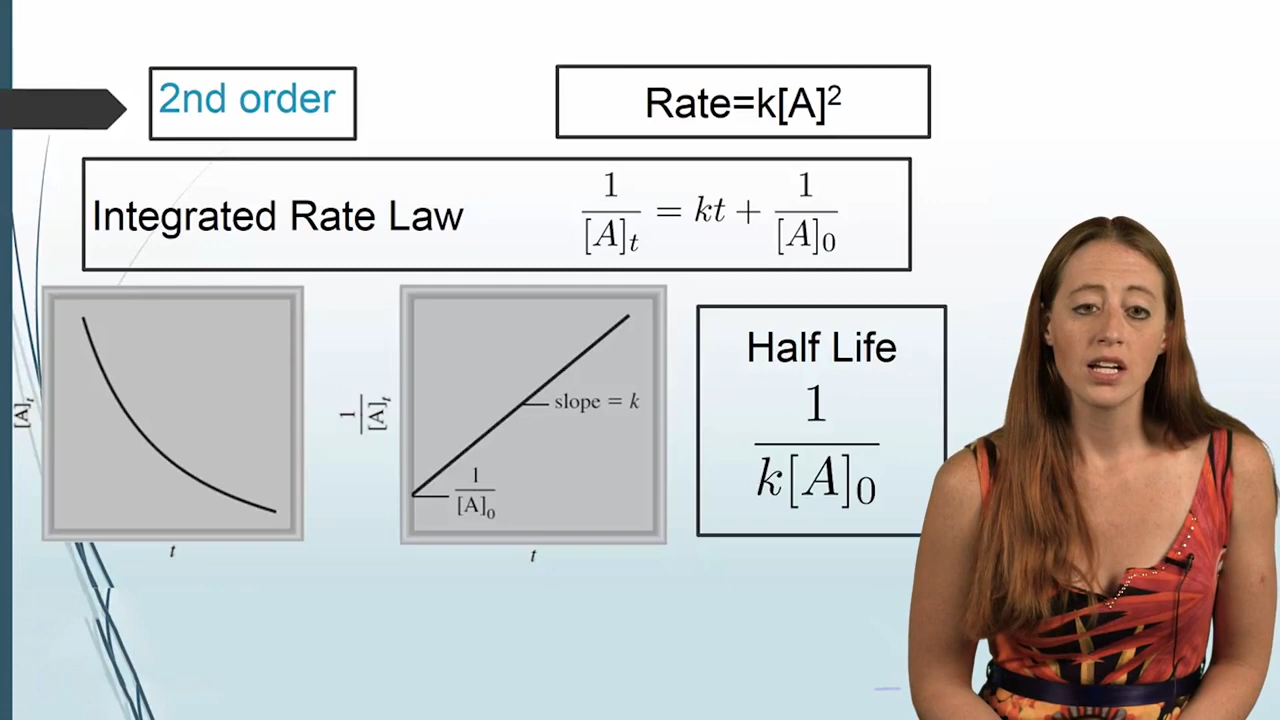 2nd order
Rate=k[A]²
Integrated Rate Law
1/[A]t = kt + 1/[A]0
[A]t
t
1/[A]t
slope = k
1/[A]0
t
Half Life
1/k[A]0